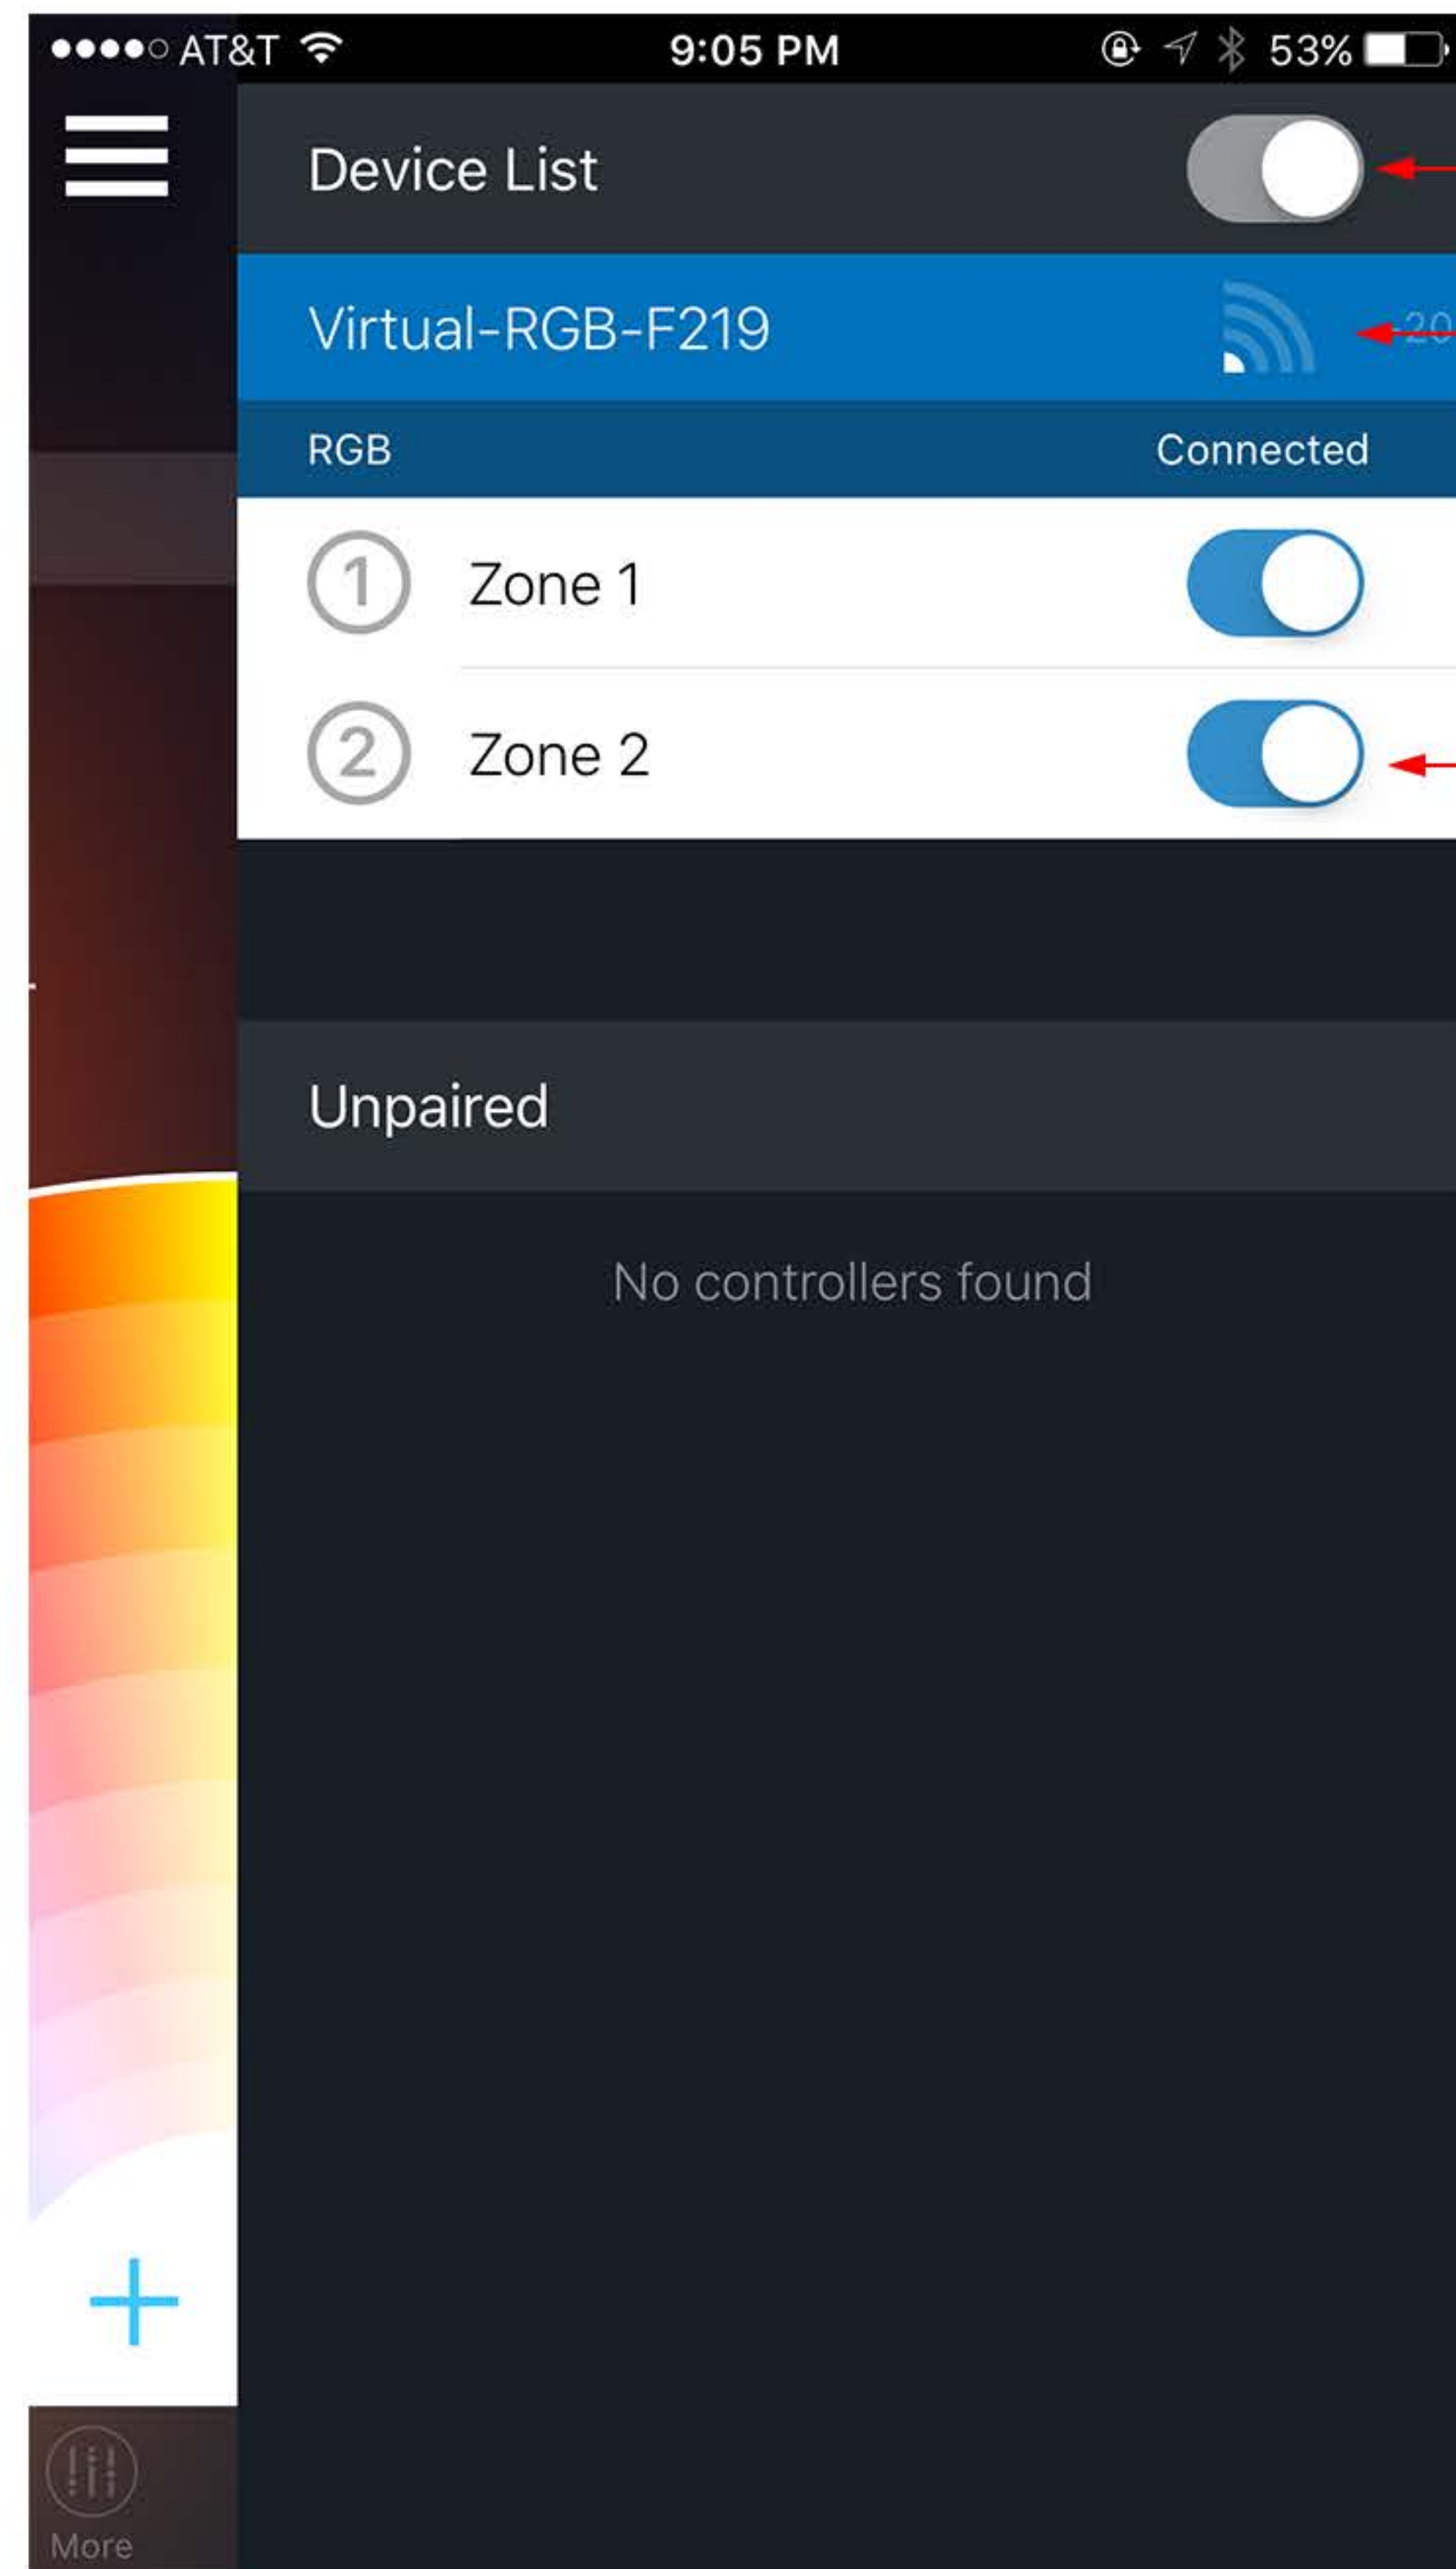 AT&T 9:05 PM 53%
Device List
Virtual-RGB-F219 -20
RGB Connected
1 Zone 1
2 Zone 2
Unpaired
No controllers found
More